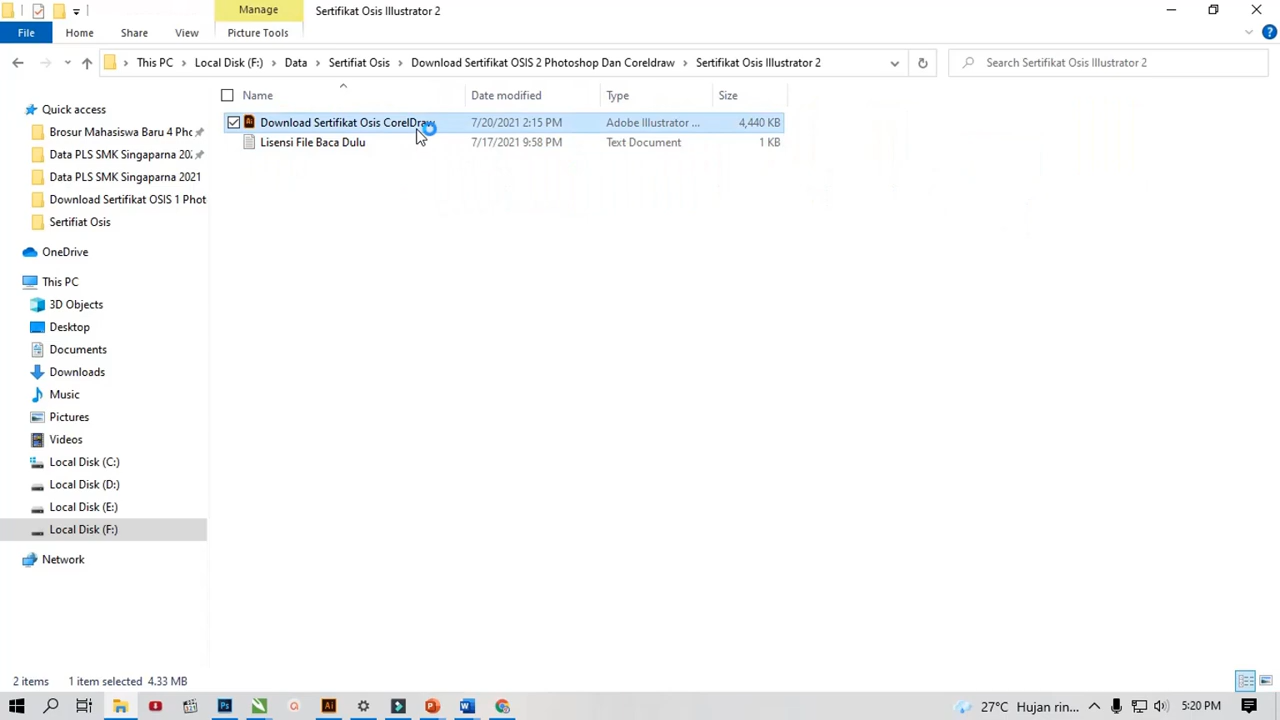 Manage
Sertifikat Osis Illustrator 2
File
Home
Share
View
Picture Tools
This PC
Local Disk (F:)
Data
Sertifiat Osis
Download Sertifikat OSIS 2 Photoshop Dan Coreldraw
Sertifikat Osis Illustrator 2
Search Sertifikat Osis Illustrator 2
Name
Date modified
Type
Size
Download Sertifikat Osis CorelDraw
7/20/2021 2:15 PM
Adobe Illustrator ...
4,440 KB
Lisensi File Baca Dulu
7/17/2021 9:58 PM
Text Document
1 KB
Quick access
Brosur Mahasiswa Baru 4 Phc
Data PLS SMK Singaparna 202
Data PLS SMK Singaparna 2021
Download Sertifikat OSIS 1 Phot
Sertifiat Osis
OneDrive
This PC
3D Objects
Desktop
Documents
Downloads
Music
Pictures
Videos
Local Disk (C:)
Local Disk (D:)
Local Disk (E:)
Local Disk (F:)
Network
2 items
1 item selected 4.33 MB
27°C
Hujan rin...
5:20 PM